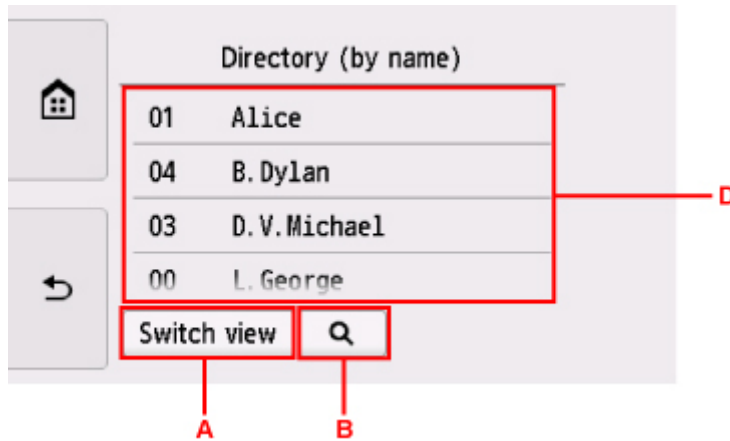 Directory (by name)
01 Alice
04 B.Dylan
03 D.V.Michael
00 L.George
D
Switch view
A
B